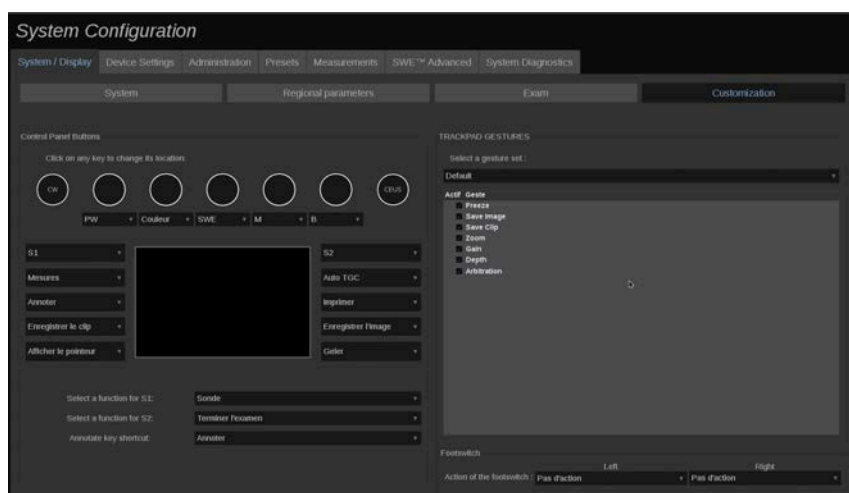 System Configuration
System / Display Device Settings Administration Presets Measurements SWE™ Advanced System Diagnostics
System Regional parameters Exam Customization
Control Panel Buttons
Click on any key to change its location:
CW CEUS
PW Couleur SWE M B
S1 S2
Mesures Auto TGC
Annoter Imprimer
Enregistrer le clip Enregistrer l'image
Afficher le pointeur Geler
Select a function for S1: Sonde
Select a function for S2: Terminer l'examen
Annotate key shortcut: Annoter
TRACKPAD GESTURES
Select a gesture set :
Default
Actif Geste
Freeze
Save Image
Save Clip
Zoom
Gain
Depth
Arbitration
Footswitch
Left Right
Action of the footswitch : Pas d'action Pas d'action